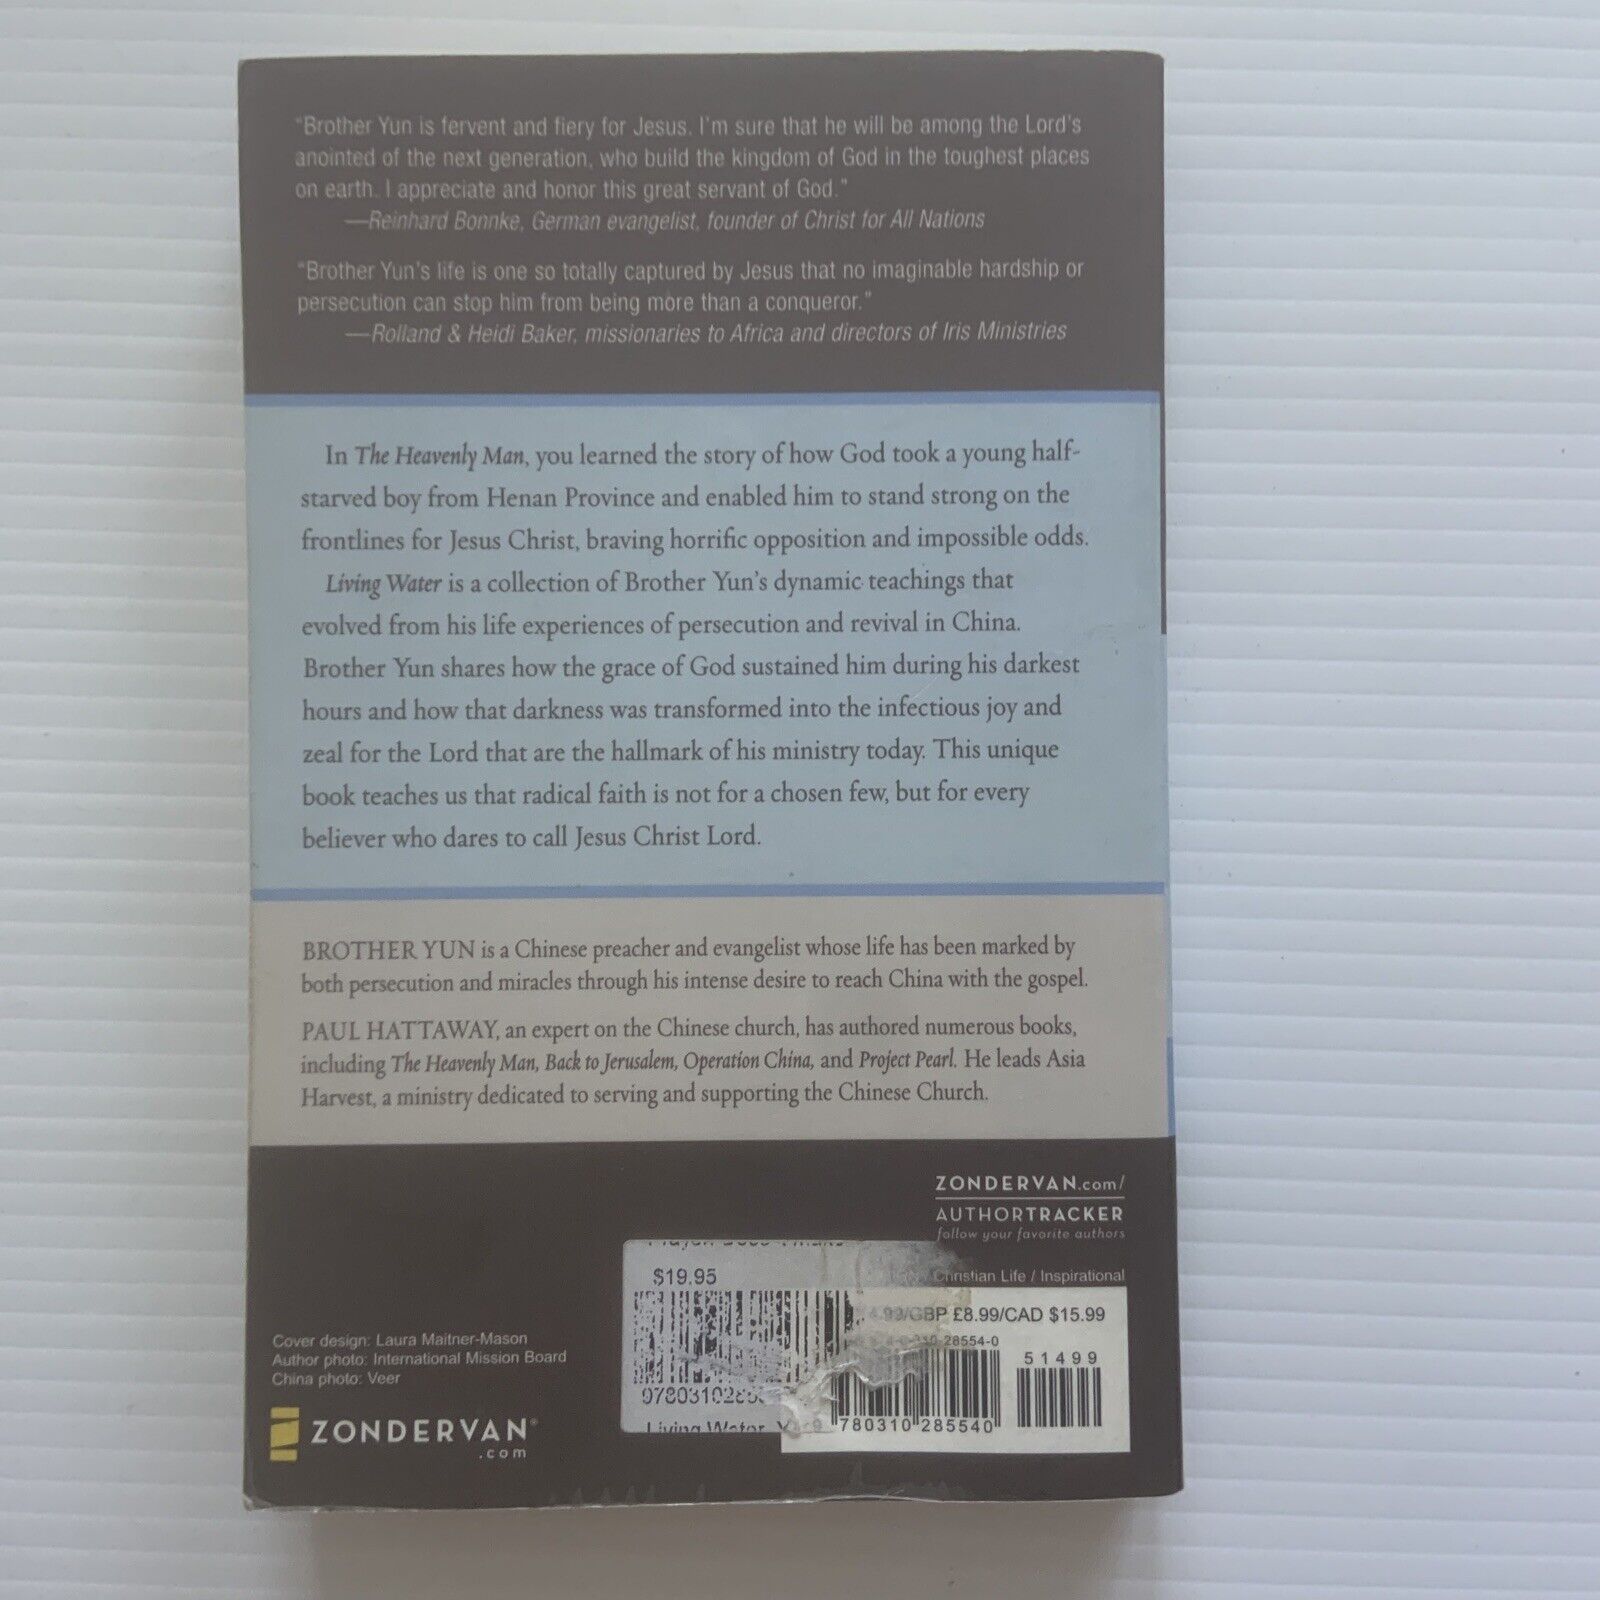 "Brother Yun is fervent and fiery for Jesus. I'm sure that he will be among the Lord's
anointed of the next generation, who build the kingdom of God in the toughest places
on earth. I appreciate and honor this great servant of God."
—Reinhard Bonnke, German evangelist, founder of Christ for All Nations
"Brother Yun's life is one so totally captured by Jesus that no imaginable hardship or
persecution can stop him from being more than a conqueror."
—Rolland & Heidi Baker, missionaries to Africa and directors of Iris Ministries
In The Heavenly Man, you learned the story of how God took a young half-
starved boy from Henan Province and enabled him to stand strong on the
frontlines for Jesus Christ, braving horrific opposition and impossible odds.
Living Water is a collection of Brother Yun's dynamic teachings that
evolved from his life experiences of persecution and revival in China.
Brother Yun shares how the grace of God sustained him during his darkest
hours and how that darkness was transformed into the infectious joy and
zeal for the Lord that are the hallmark of his ministry today. This unique
book teaches us that radical faith is not for a chosen few, but for every
believer who dares to call Jesus Christ Lord.
BROTHER YUN is a Chinese preacher and evangelist whose life has been marked by
both persecution and miracles through his intense desire to reach China with the gospel.
PAUL HATTAWAY, an expert on the Chinese church, has authored numerous books,
including The Heavenly Man, Back to Jerusalem, Operation China, and Project Pearl. He leads Asia
Harvest, a ministry dedicated to serving and supporting the Chinese Church.
ZONDERVAN.com/
AUTHORTRACKER
follow your favorite authors
$19.95
Christian Life / Inspirational
/GBP £8.99/CAD $15.99
28554-0
51499
9 780310 285540
Living Water
Cover design: Laura Maitner-Mason
Author photo: International Mission Board
China photo: Veer
ZONDERVAN®
.com